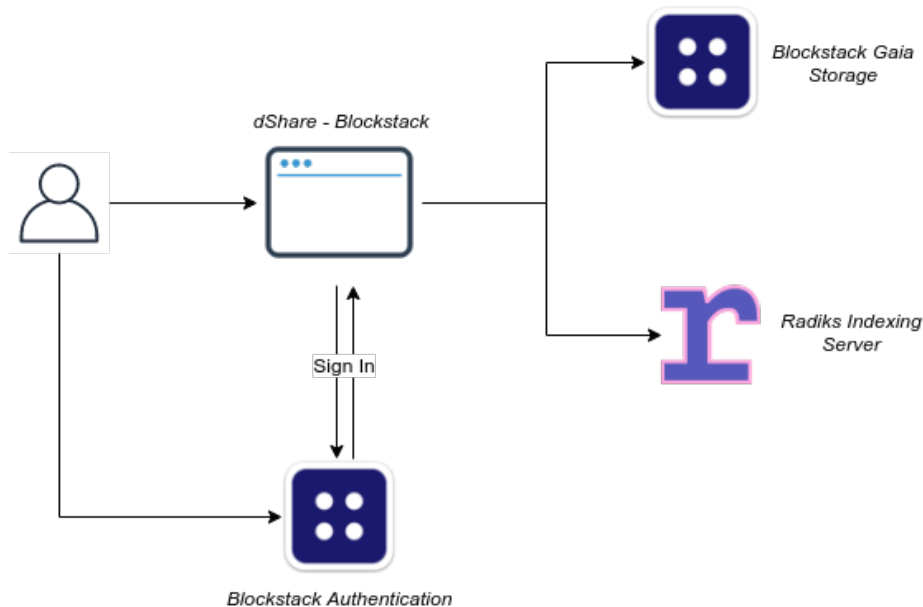 Blockstack Gaia
Storage
dShare - Blockstack
Radiks Indexing
Server
r
Sign In
Blockstack Authentication